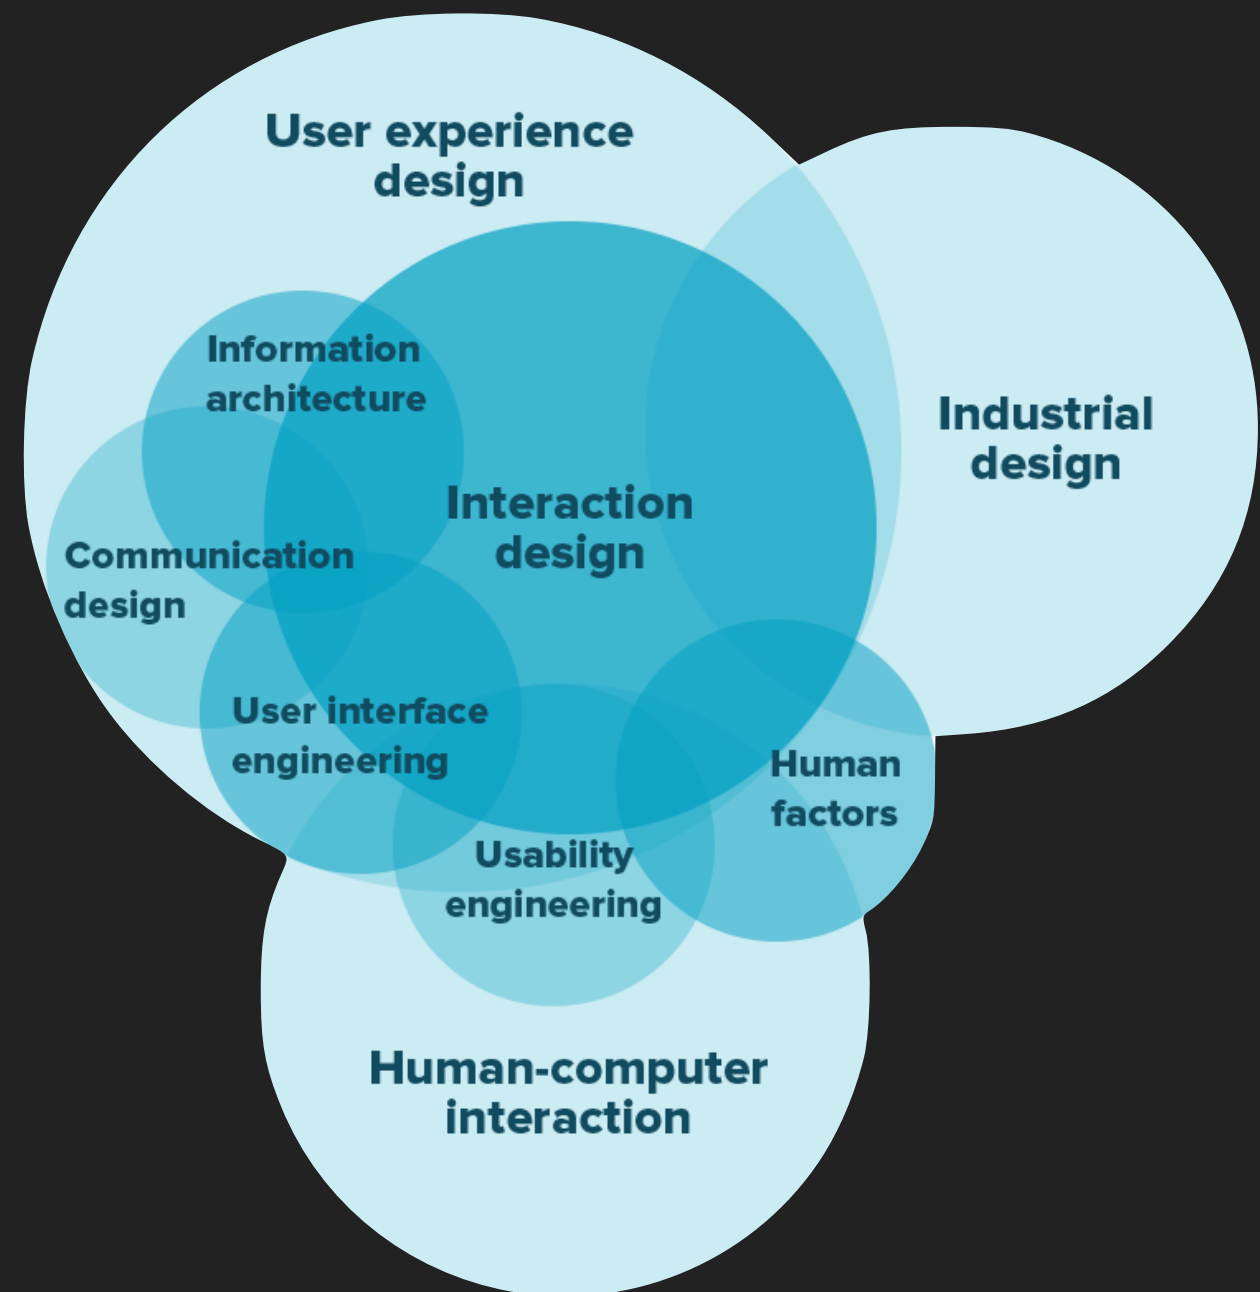 User experience
design
Information
architecture
Industrial
design
Interaction
design
Communication
design
User interface
engineering
Human
factors
Usability
engineering
Human-computer
interaction